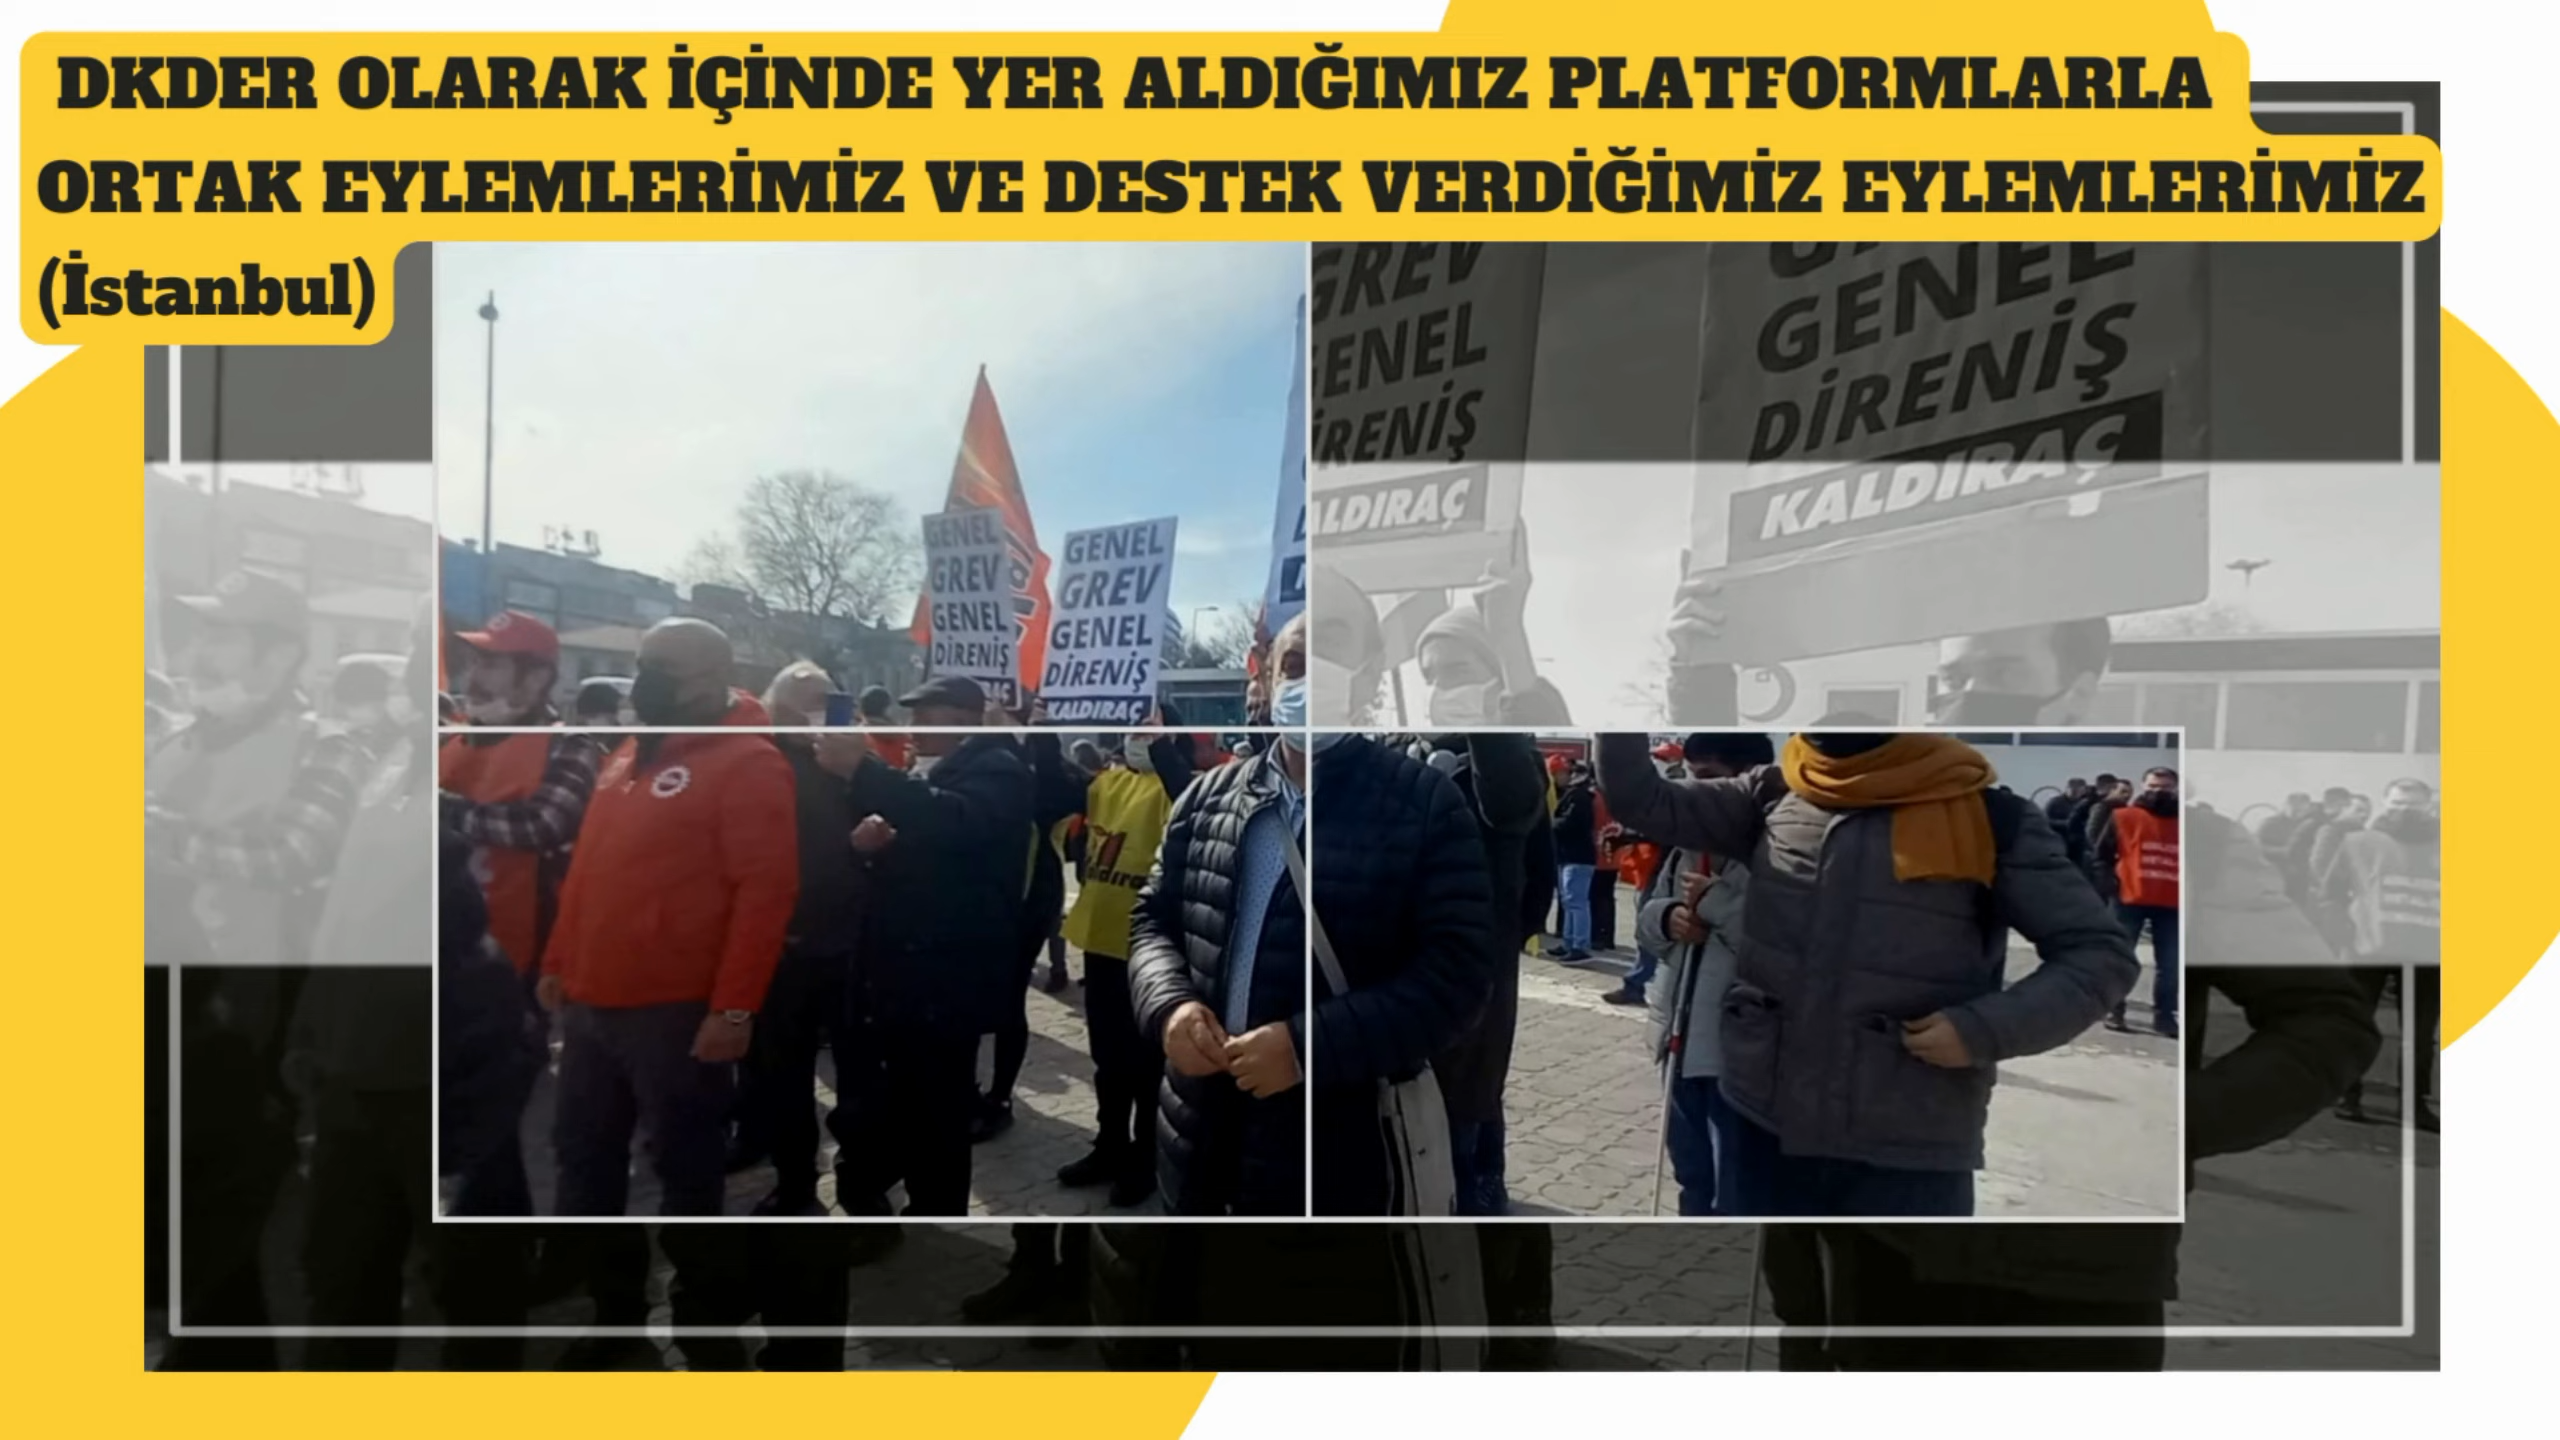 DKDER OLARAK İÇİNDE YER ALDIĞIMIZ PLATFORMLARLA
ORTAK EYLEMLERİMİZ VE DESTEK VERDİĞİMİZ EYLEMLERİMİZ
(İstanbul)
GENEL
GREV
GENEL
DİRENİŞ
GENEL
GREV
GENEL
DİRENİŞ
KALDIRAÇ
GREV
GENEL
DİRENİŞ
KALDIRAÇ
GENEL
DİRENİŞ
KALDIRAÇ